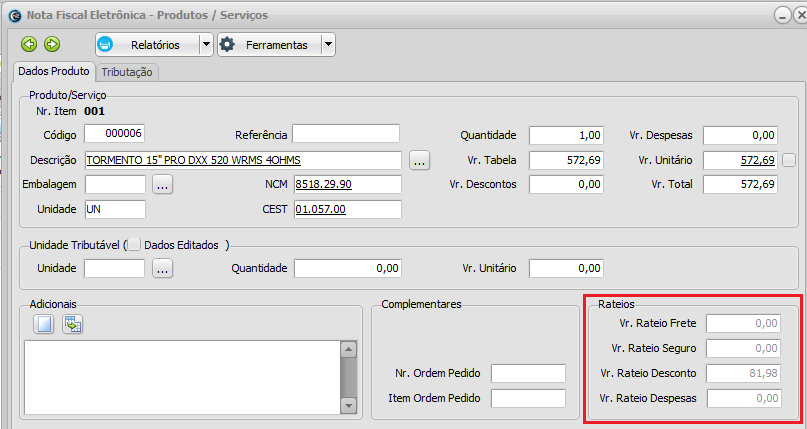 Nota Fiscal Eletrônica - Produtos / Serviços
Relatórios Ferramentas
Dados Produto Tributação
Produto/Serviço
Nr. Item 001
Código 000006 Referência Quantidade 1,00 Vr. Despesas 0,00
Descrição TORMENTO 15" PRO DXX 520 WRMS 4OHMS ... Vr. Tabela 572,69 Vr. Unitário 572,69
Embalagem ... NCM 8518.29.90 Vr. Descontos 0,00 Vr. Total 572,69
Unidade UN CEST 01.057.00
Unidade Tributável ( Dados Editados )
Unidade ... Quantidade 0,00 Vr. Unitário 0,00
Adicionais Complementares Rateios
Vr. Rateio Frete 0,00
Vr. Rateio Seguro 0,00
Nr. Ordem Pedido Vr. Rateio Desconto 81,98
Item Ordem Pedido Vr. Rateio Despesas 0,00